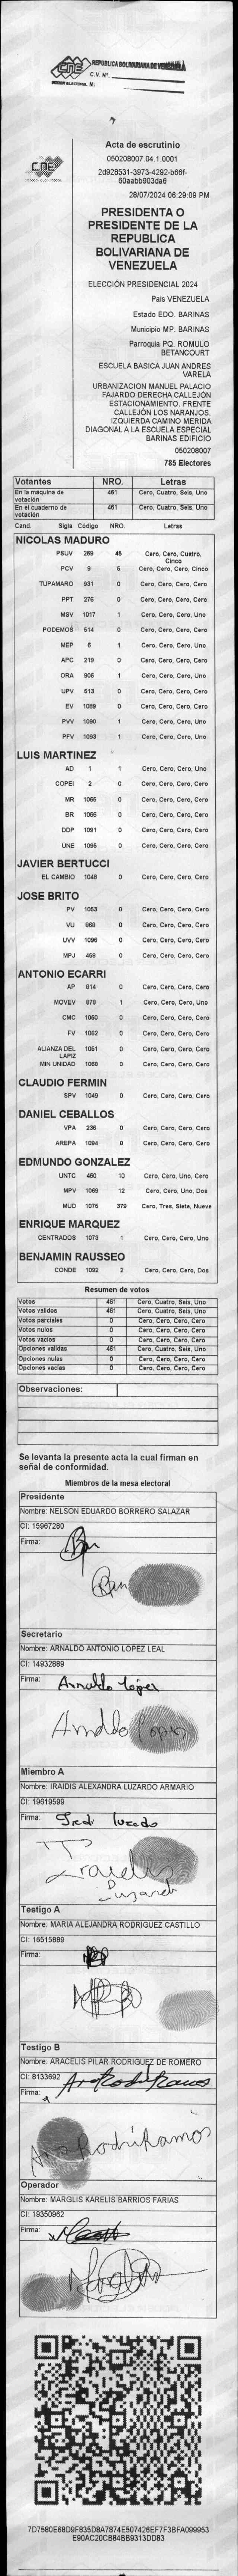 CNE
REPUBLICA BOLIVARIANA DE VENEZUELA
C.V. Nº.
Acta de escrutinio
050208007.04.1.0001
2d928531-3973-4292-b66f-
60aabb903da6
28/07/2024 06:29:09 PM
CNE
PRESIDENTA O
PRESIDENTE DE LA
REPUBLICA
BOLIVARIANA DE
VENEZUELA
ELECCIÓN PRESIDENCIAL 2024
País VENEZUELA
Estado EDO. BARINAS
Municipio MP. BARINAS
Parroquia PQ. ROMULO
BETANCOURT
ESCUELA BASICA JUAN ANDRES
VARELA
URBANIZACION MANUEL PALACIO
FAJARDO DERECHA CALLEJÓN
ESTACIONAMIENTO. FRENTE
CALLEJÓN LOS NARANJOS.
IZQUIERDA CAMINO MERIDA
DIAGONAL A LA ESCUELA ESPECIAL
BARINAS EDIFICIO
050208007
785 Electores
Votantes NRO. Letras
En la máquina de votación 461 Cero, Cuatro, Seis, Uno
En el cuaderno de votación 461 Cero, Cuatro, Seis, Uno
Cand. Sigla Código NRO. Letras
NICOLAS MADURO
PSUV 269 45 Cero, Cero, Cuatro, Cinco
PCV 9 5 Cero, Cero, Cero, Cinco
TUPAMARO 931 0 Cero, Cero, Cero, Cero
PPT 276 0 Cero, Cero, Cero, Cero
MSV 1017 1 Cero, Cero, Cero, Uno
PODEMOS 514 0 Cero, Cero, Cero, Cero
MEP 6 1 Cero, Cero, Cero, Uno
APC 219 0 Cero, Cero, Cero, Cero
ORA 906 1 Cero, Cero, Cero, Uno
UPV 513 0 Cero, Cero, Cero, Cero
EV 1089 0 Cero, Cero, Cero, Cero
PVV 1090 1 Cero, Cero, Cero, Uno
PFV 1093 1 Cero, Cero, Cero, Uno
LUIS MARTINEZ
AD 1 1 Cero, Cero, Cero, Uno
COPEI 2 0 Cero, Cero, Cero, Cero
MR 1055 0 Cero, Cero, Cero, Cero
BR 1056 0 Cero, Cero, Cero, Cero
DDP 1091 0 Cero, Cero, Cero, Cero
UNE 1095 0 Cero, Cero, Cero, Cero
JAVIER BERTUCCI
EL CAMBIO 1048 0 Cero, Cero, Cero, Cero
JOSE BRITO
PV 1053 0 Cero, Cero, Cero, Cero
VU 968 0 Cero, Cero, Cero, Cero
UVV 1096 0 Cero, Cero, Cero, Cero
MPJ 459 0 Cero, Cero, Cero, Cero
ANTONIO ECARRI
AP 914 0 Cero, Cero, Cero, Cero
MOVEV 979 1 Cero, Cero, Cero, Uno
CMC 1050 0 Cero, Cero, Cero, Cero
FV 1052 0 Cero, Cero, Cero, Cero
ALIANZA DEL LAPIZ 1051 0 Cero, Cero, Cero, Cero
MIN UNIDAD 1068 0 Cero, Cero, Cero, Cero
CLAUDIO FERMIN
SPV 1049 0 Cero, Cero, Cero, Cero
DANIEL CEBALLOS
VPA 236 0 Cero, Cero, Cero, Cero
AREPA 1094 0 Cero, Cero, Cero, Cero
EDMUNDO GONZALEZ
UNTC 460 10 Cero, Cero, Uno, Cero
MPV 1069 12 Cero, Cero, Uno, Dos
MUD 1075 379 Cero, Tres, Siete, Nueve
ENRIQUE MARQUEZ
CENTRADOS 1073 1 Cero, Cero, Cero, Uno
BENJAMIN RAUSSEO
CONDE 1092 2 Cero, Cero, Cero, Dos
Resumen de votos
Votos 461 Cero, Cuatro, Seis, Uno
Votos validos 461 Cero, Cuatro, Seis, Uno
Votos parciales 0 Cero, Cero, Cero, Cero
Votos nulos 0 Cero, Cero, Cero, Cero
Votos vacios 0 Cero, Cero, Cero, Cero
Opciones validas 461 Cero, Cuatro, Seis, Uno
Opciones nulas 0 Cero, Cero, Cero, Cero
Opciones vacias 0 Cero, Cero, Cero, Cero
Observaciones:
Se levanta la presente acta la cual firman en
señal de conformidad.
Miembros de la mesa electoral
Presidente
Nombre: NELSON EDUARDO BORRERO SALAZAR
CI: 15967280
Firma:
Secretario
Nombre: ARNALDO ANTONIO LOPEZ LEAL
CI: 14932889
Firma: Arnaldo López
Arnaldo López
Miembro A
Nombre: IRAIDIS ALEXANDRA LUZARDO ARMARIO
CI: 19619599
Firma:
Testigo A
Nombre: MARIA ALEJANDRA RODRIGUEZ CASTILLO
CI: 16515889
Firma:
Testigo B
Nombre: ARACELIS PILAR RODRIGUEZ DE ROMERO
CI: 8133692
Firma:
Operador
Nombre: MARGLIS KARELIS BARRIOS FARIAS
CI: 18350962
Firma:
7D7580E68D9F835D8A7874E507426EF7F3BFA099953
E90AC20CB84BB9313DD83